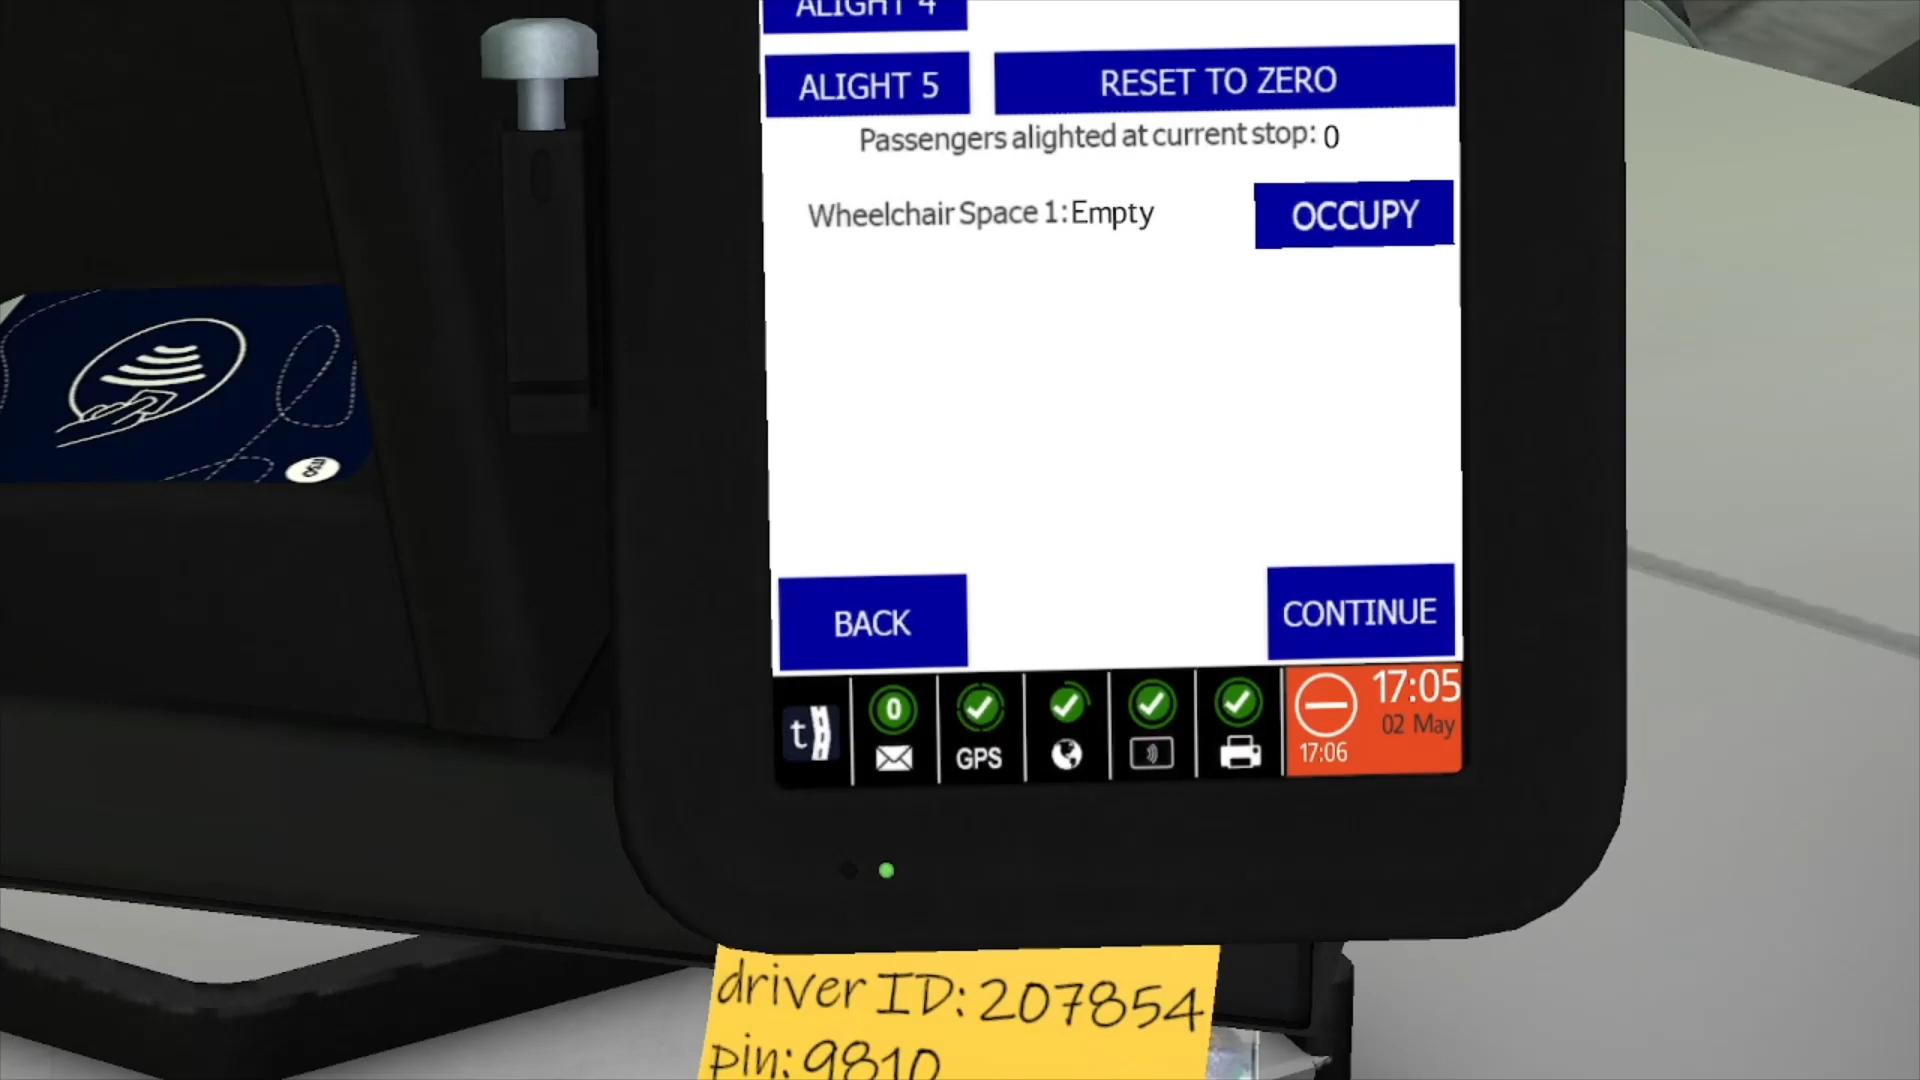 ALIGHT 4
ALIGHT 5
RESET TO ZERO
Passengers alighted at current stop: 0
Wheelchair Space 1: Empty
OCCUPY
BACK
CONTINUE
t
0
GPS
17:05
02 May
17:06
itso
driver ID: 207854
pin: 9810